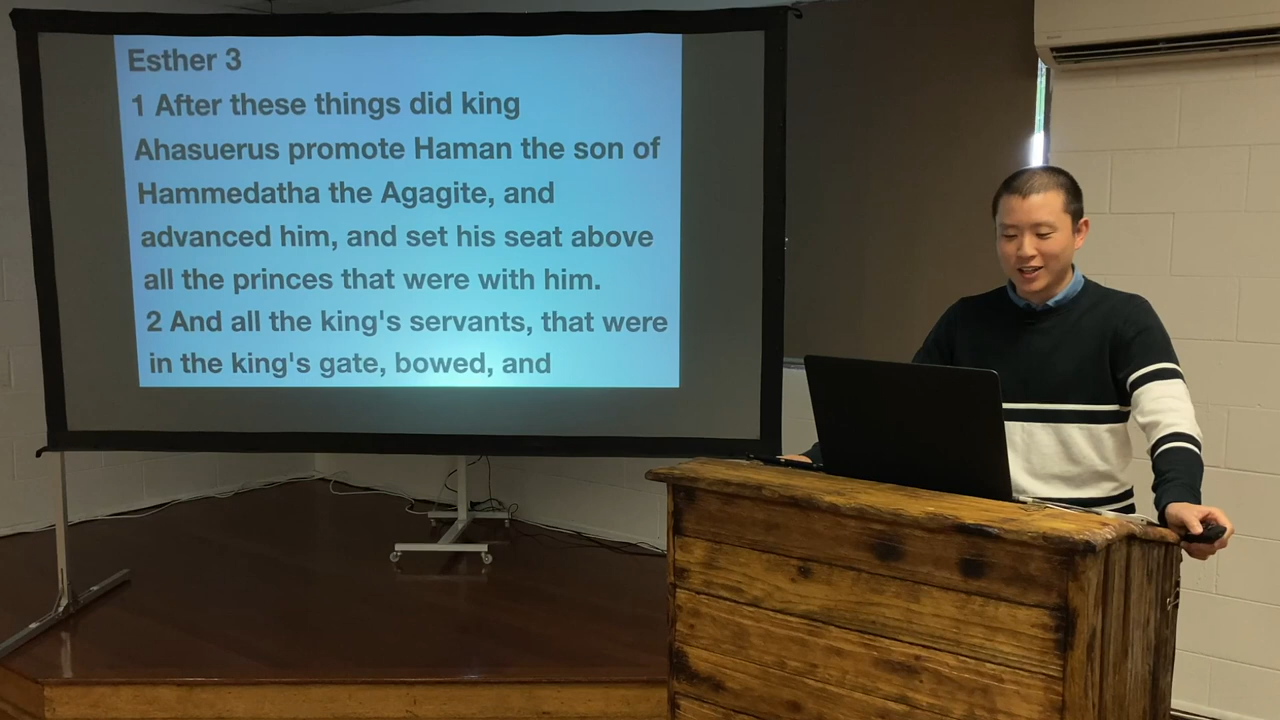 Esther 3
1 After these things did king
Ahasuerus promote Haman the son of
Hammedatha the Agagite, and
advanced him, and set his seat above
all the princes that were with him.
2 And all the king's servants, that were
in the king's gate, bowed, and